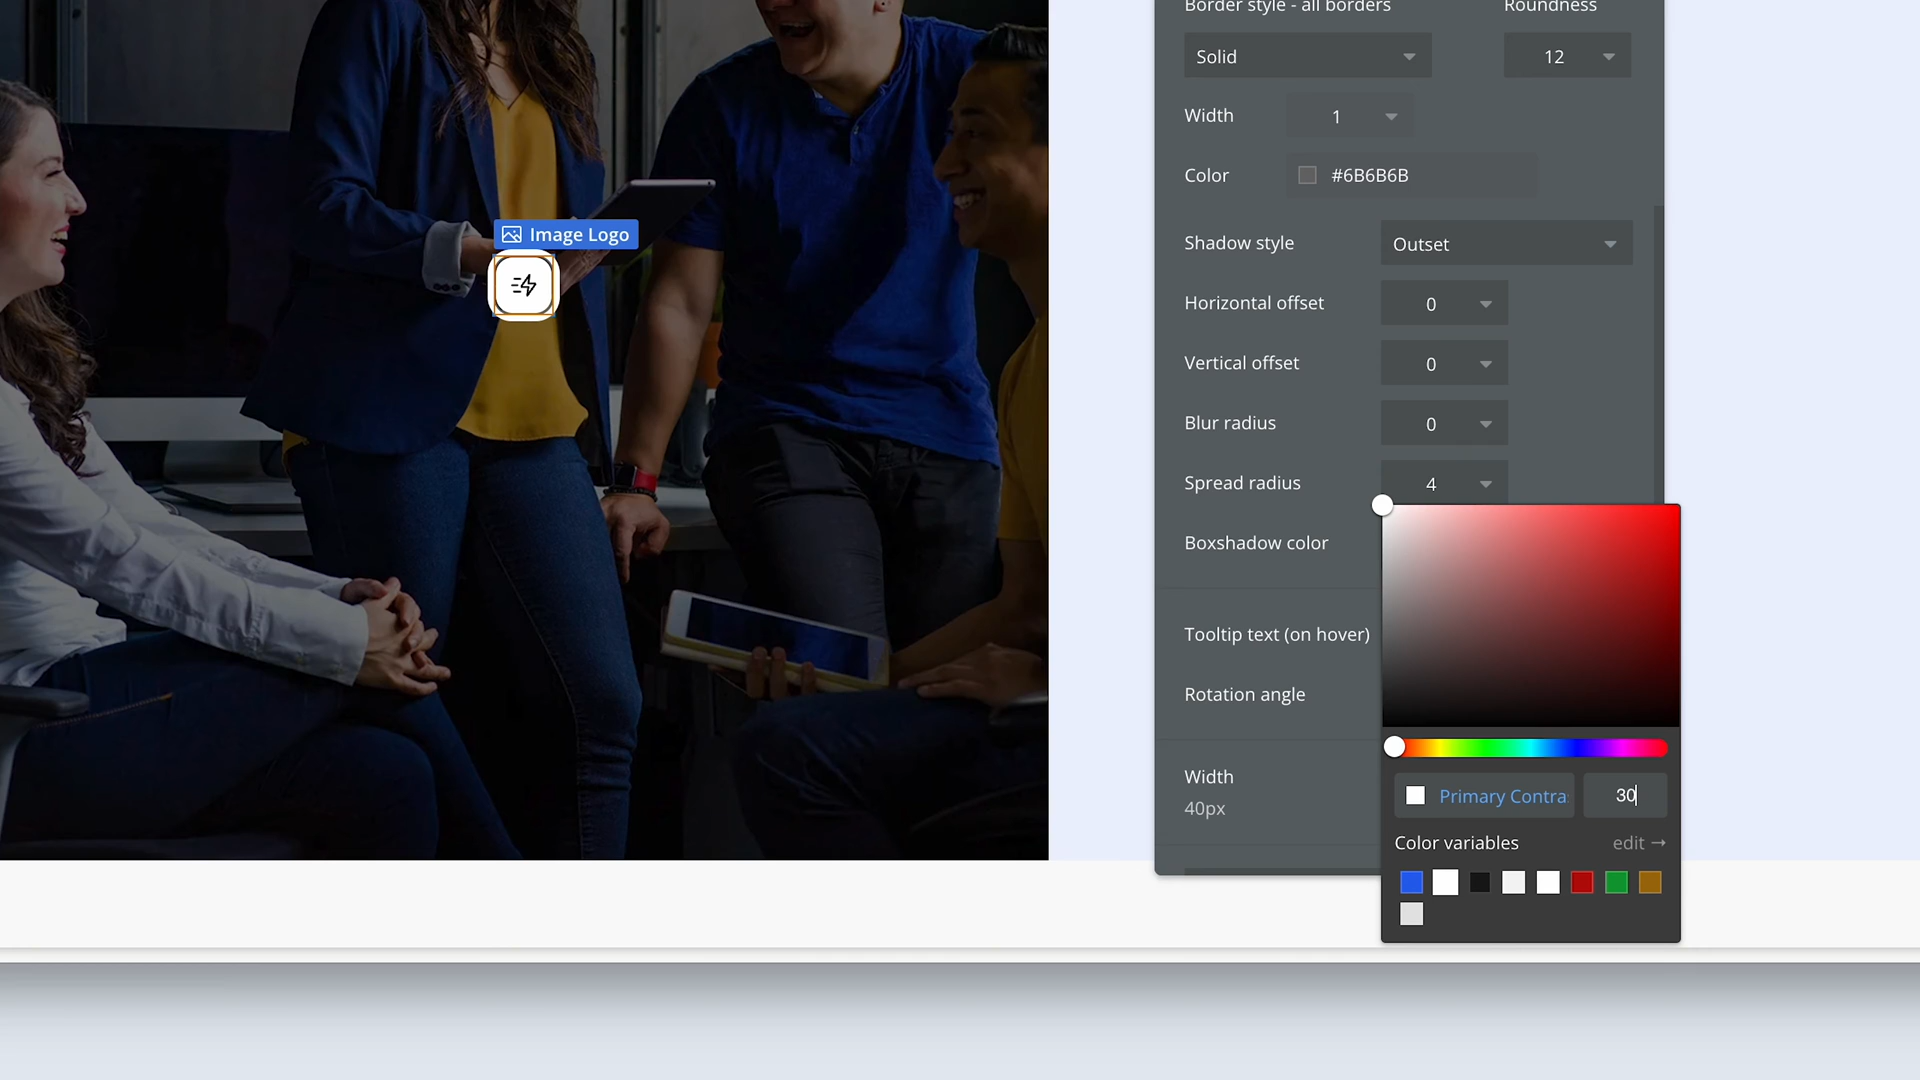 Border style - all borders
Roundness
Solid
12
Width
1
Color
#6B6B6B
Image Logo
Shadow style
Outset
Horizontal offset
0
Vertical offset
0
Blur radius
0
Spread radius
4
Boxshadow color
Tooltip text (on hover)
Rotation angle
Width
40px
Primary Contra
30
Color variables
edit →